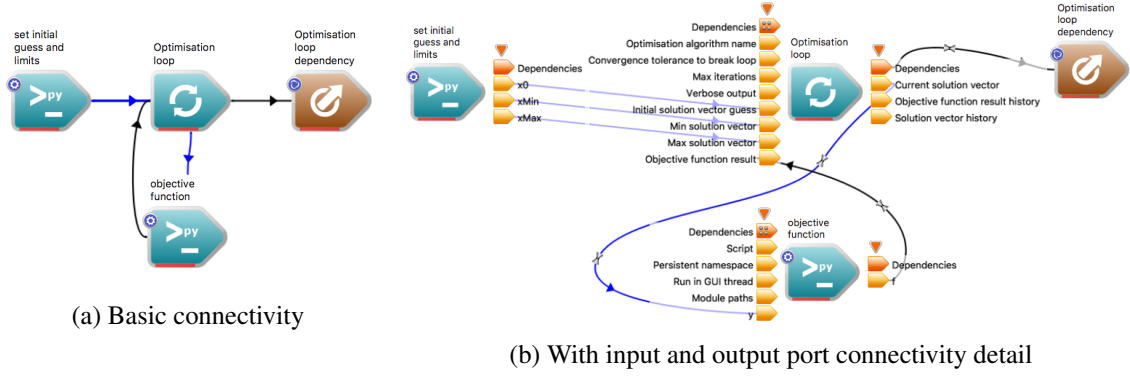 set initial
guess and
limits
Optimisation
loop
Optimisation
loop
dependency
>py
_
objective
function
>py
_
(a) Basic connectivity
set initial
guess and
limits
>py
_
Dependencies
x0
xMin
xMax
Dependencies
Optimisation algorithm name
Convergence tolerance to break loop
Max iterations
Verbose output
Initial solution vector guess
Min solution vector
Max solution vector
Objective function result
Optimisation
loop
Dependencies
Current solution vector
Objective function result history
Solution vector history
Optimisation
loop
dependency
Dependencies
Script
Persistent namespace
Run in GUI thread
Module paths
y
objective
function
>py
_
Dependencies
f
(b) With input and output port connectivity detail